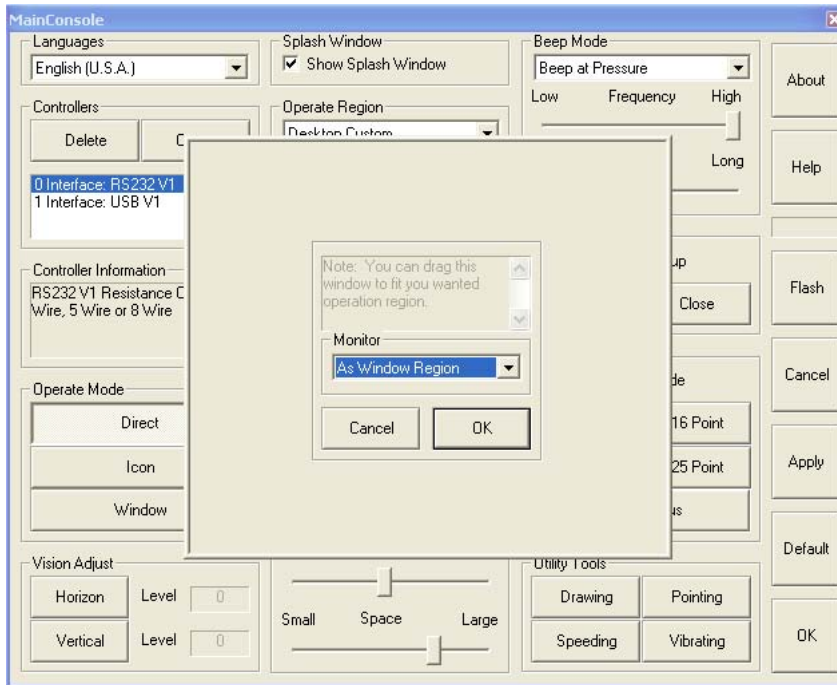 MainConsole
Languages
English (U.S.A.)
Splash Window
Show Splash Window
Beep Mode
Beep at Pressure
Low Frequency High
Long
Controllers
Delete
0 Interface: RS232 V1
1 Interface: USB V1
Operate Region
Desktop Custom
Controller Information
RS232 V1 Resistance
Wire, 5 Wire or 8 Wire
Operate Mode
Direct
Icon
Window
Note: You can drag this
window to fit you wanted
operation region.
Monitor
As Window Region
Cancel
OK
Close
16 Point
25 Point
Vision Adjust
Horizon Level 0
Vertical Level 0
Small Space Large
Utility Tools
Drawing Pointing
Speeding Vibrating
About
Help
Flash
Cancel
Apply
Default
OK